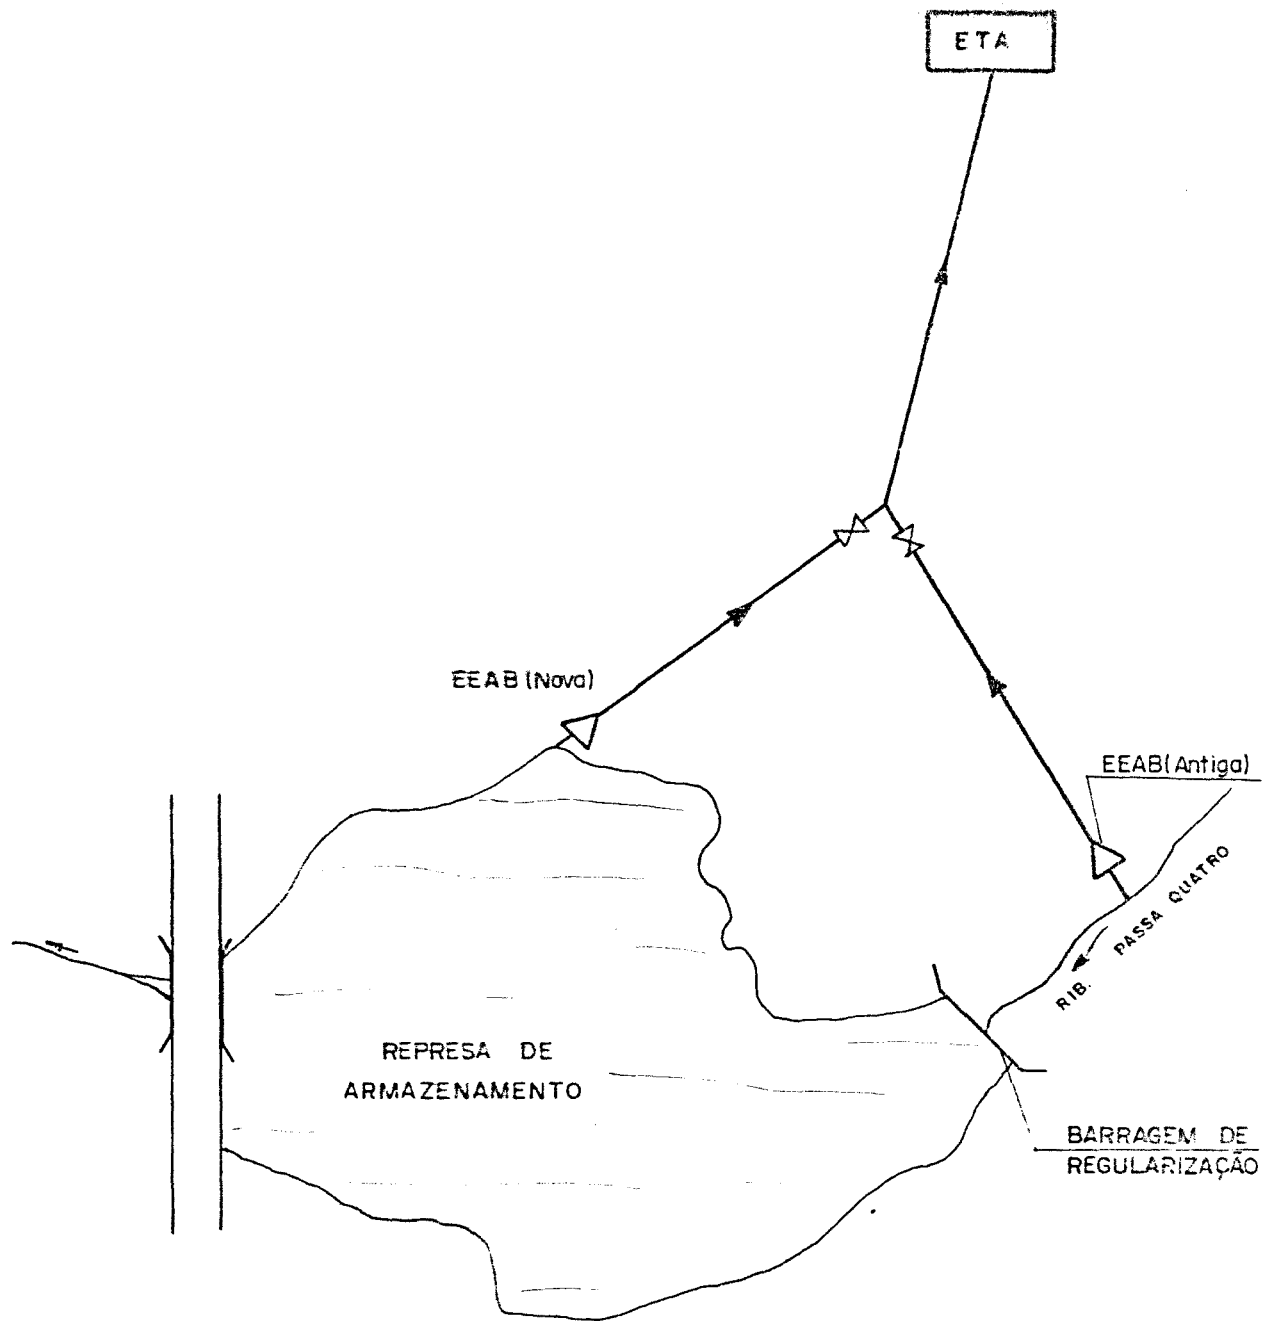 ETA
EEAB (Nova)
EEAB (Antiga)
RIB. PASSA QUATRO
REPRESA DE
ARMAZENAMENTO
BARRAGEM DE
REGULARIZAÇÃO